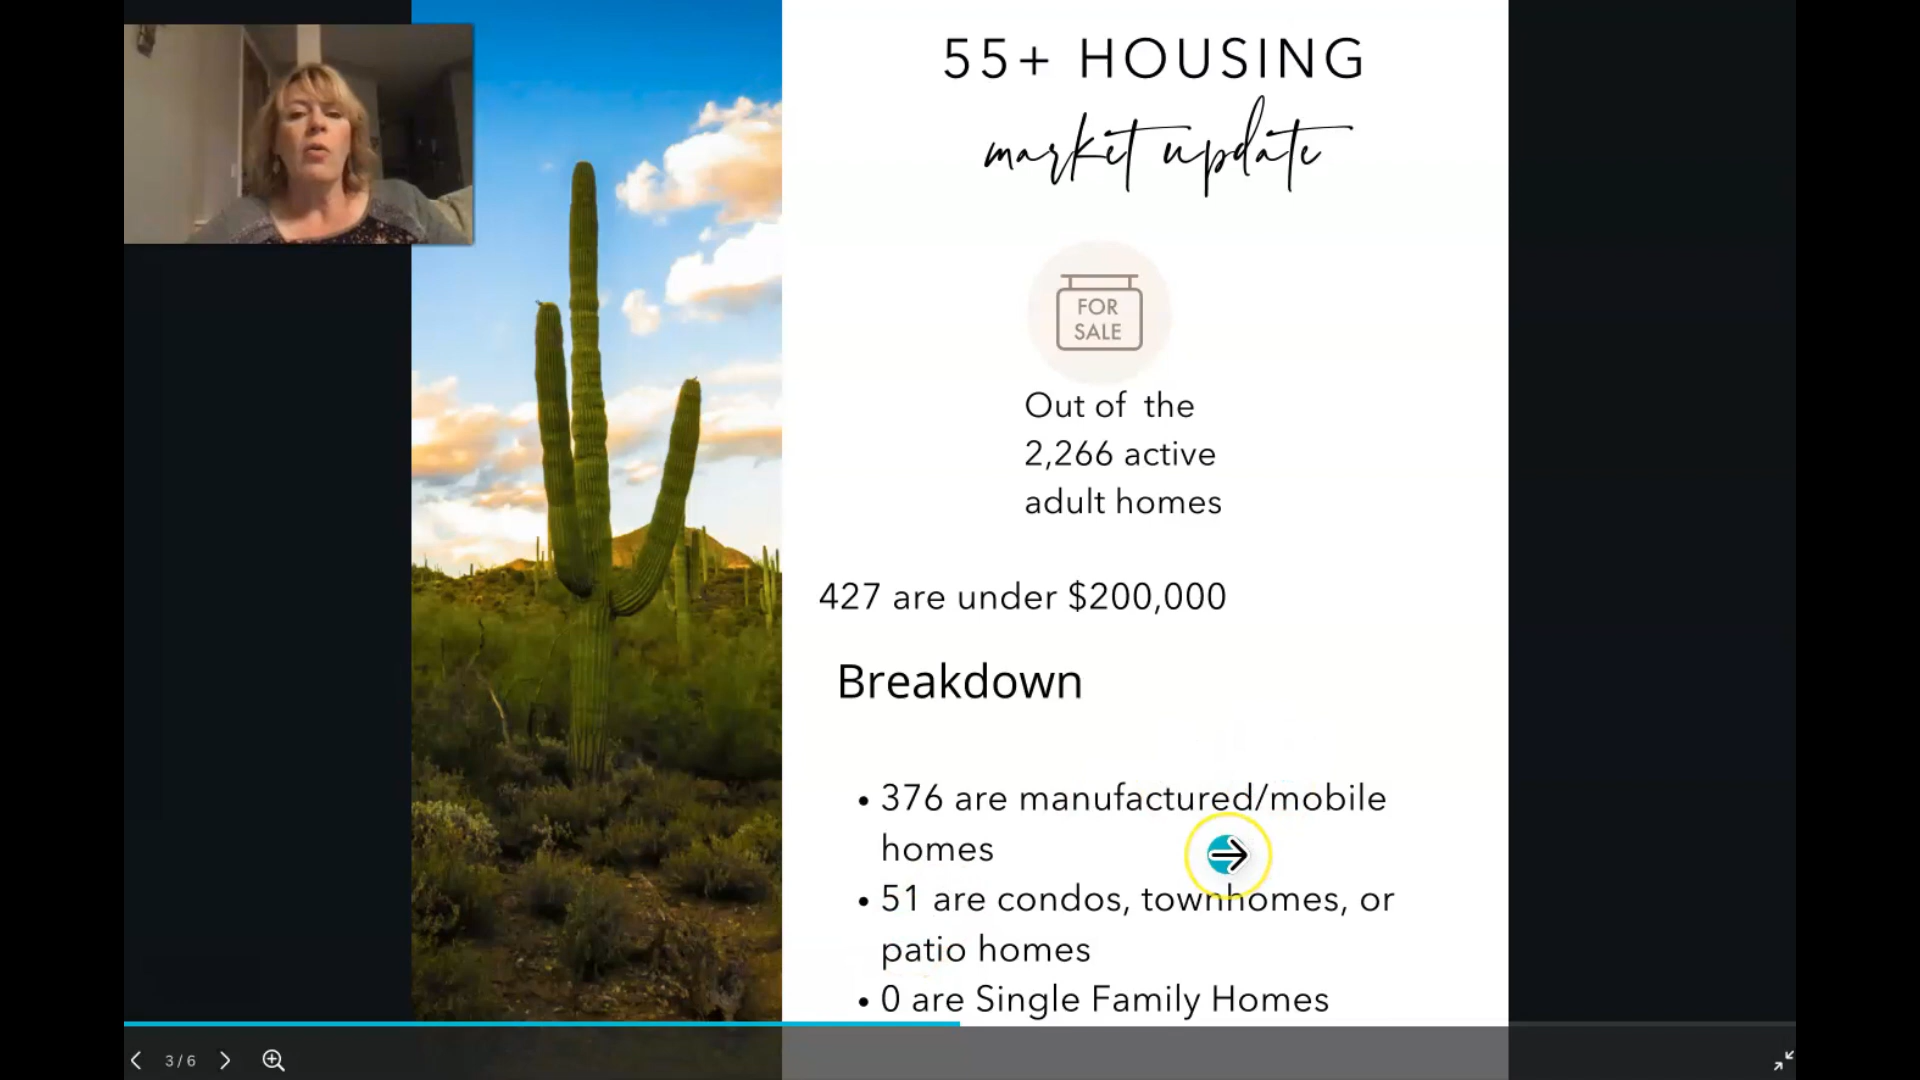 55+ HOUSING
market update
FOR
SALE
Out of the
2,266 active
adult homes
427 are under $200,000
Breakdown
• 376 are manufactured/mobile
homes
• 51 are condos, townhomes, or
patio homes
• 0 are Single Family Homes
3/6